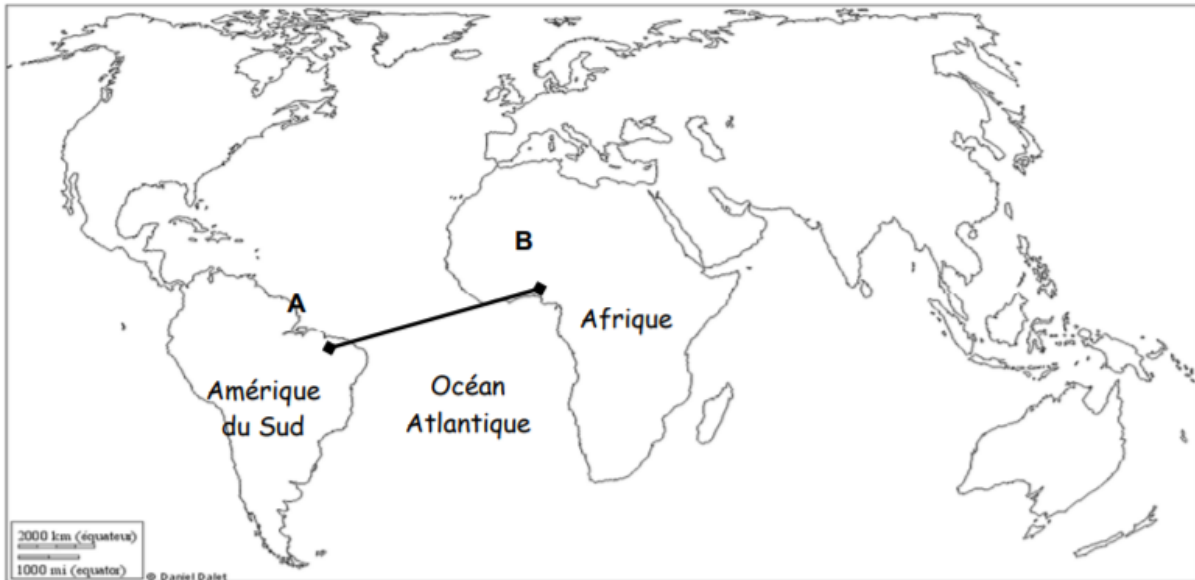 B
A
Afrique
Océan
Atlantique
Amérique
du Sud
2000 km (équateur)
1000 mi (equator)
© Daniel Dalet